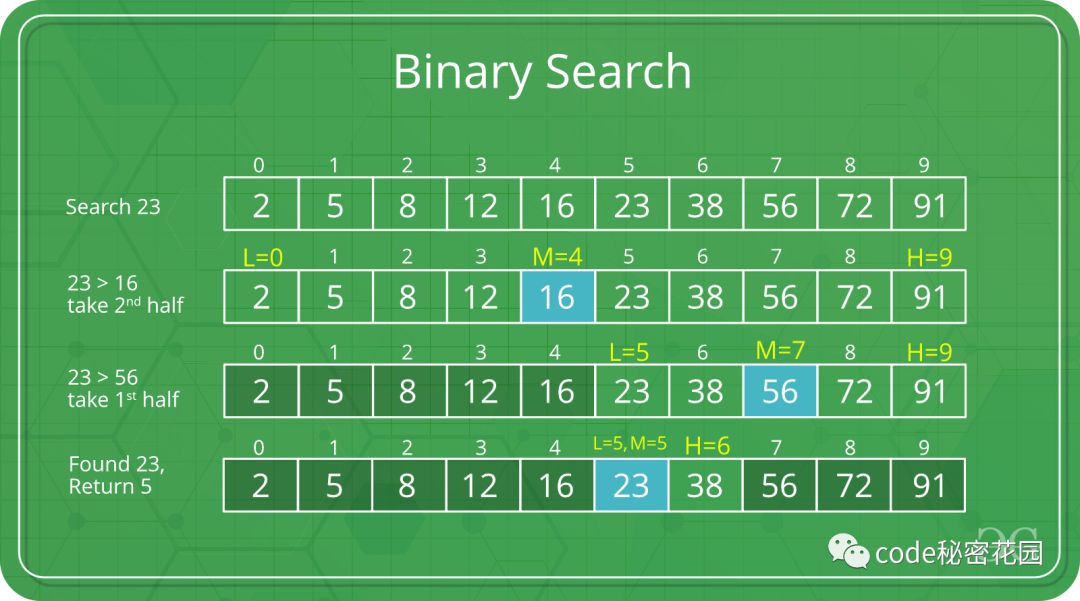 Binary Search
0 1 2 3 4 5 6 7 8 9
Search 23
2 5 8 12 16 23 38 56 72 91
L=0 1 2 3 M=4 5 6 7 8 H=9
23 > 16
take 2nd half
2 5 8 12 16 23 38 56 72 91
0 1 2 3 4 L=5 6 M=7 8 H=9
23 > 56
take 1st half
2 5 8 12 16 23 38 56 72 91
0 1 2 3 4 L=5, M=5 H=6 7 8 9
Found 23,
Return 5
2 5 8 12 16 23 38 56 72 91
code秘密花园